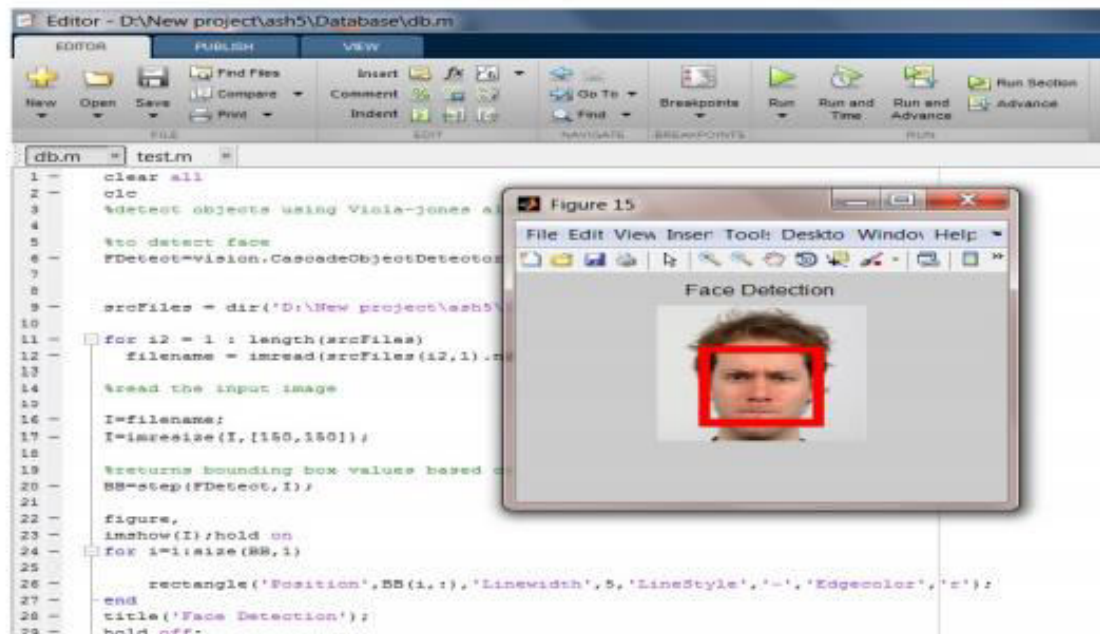 Editor - D:\New project\ash5\Database\db.m
EDITOR PUBLISH VIEW
New Open Save Find Files Compare Print
Insert fx Comment Indent
Go To Find
Breakpoints Run Run and Time Run and Advance Run Section Advance
FILE EDIT NAVIGATE BREAKPOINTS RUN
db.m test.m
1 clear all
2 clc
3 %detect objects using Viola-jones
4
5 %to detect face
6 FDetect=vision.CascadeObjectDetector
7
8
9 srcFiles = dir('D:\New project\ash5\
10
11 for i2 = 1 : length(srcFiles)
12 filename = imread(srcFiles(i2,1).
13
14 %read the input image
15
16 I=filename;
17 I=imresize(I,[150,150]);
18
19 %returns bounding box values based
20 BB=step(FDetect,I);
21
22 figure,
23 imshow(I);hold on
24 for i=1:size(BB,1)
25
26 rectangle('Position',BB(i,:),'Linewidth',5,'LineStyle','-','Edgecolor','r');
27 end
28 title('Face Detection');
29 hold off;
Figure 15
File Edit View Inser Tools Deskto Window Help
Face Detection